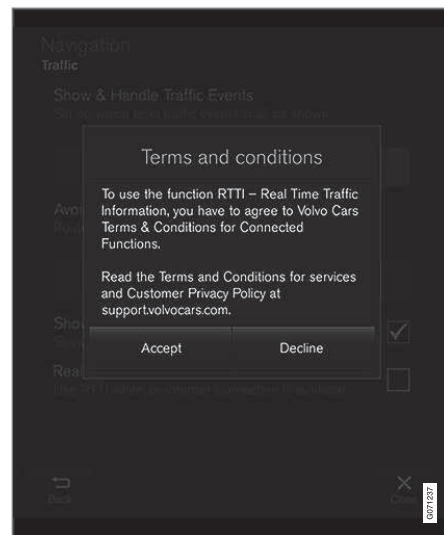 Navigation
Traffic
Show & Handle Traffic Events
Terms and conditions
To use the function RTTI – Real Time Traffic
Information, you have to agree to Volvo Cars
Terms & Conditions for Connected
Functions.
Read the Terms and Conditions for services
and Customer Privacy Policy at
support.volvocars.com.
Accept
Decline
Back
Close
G071237